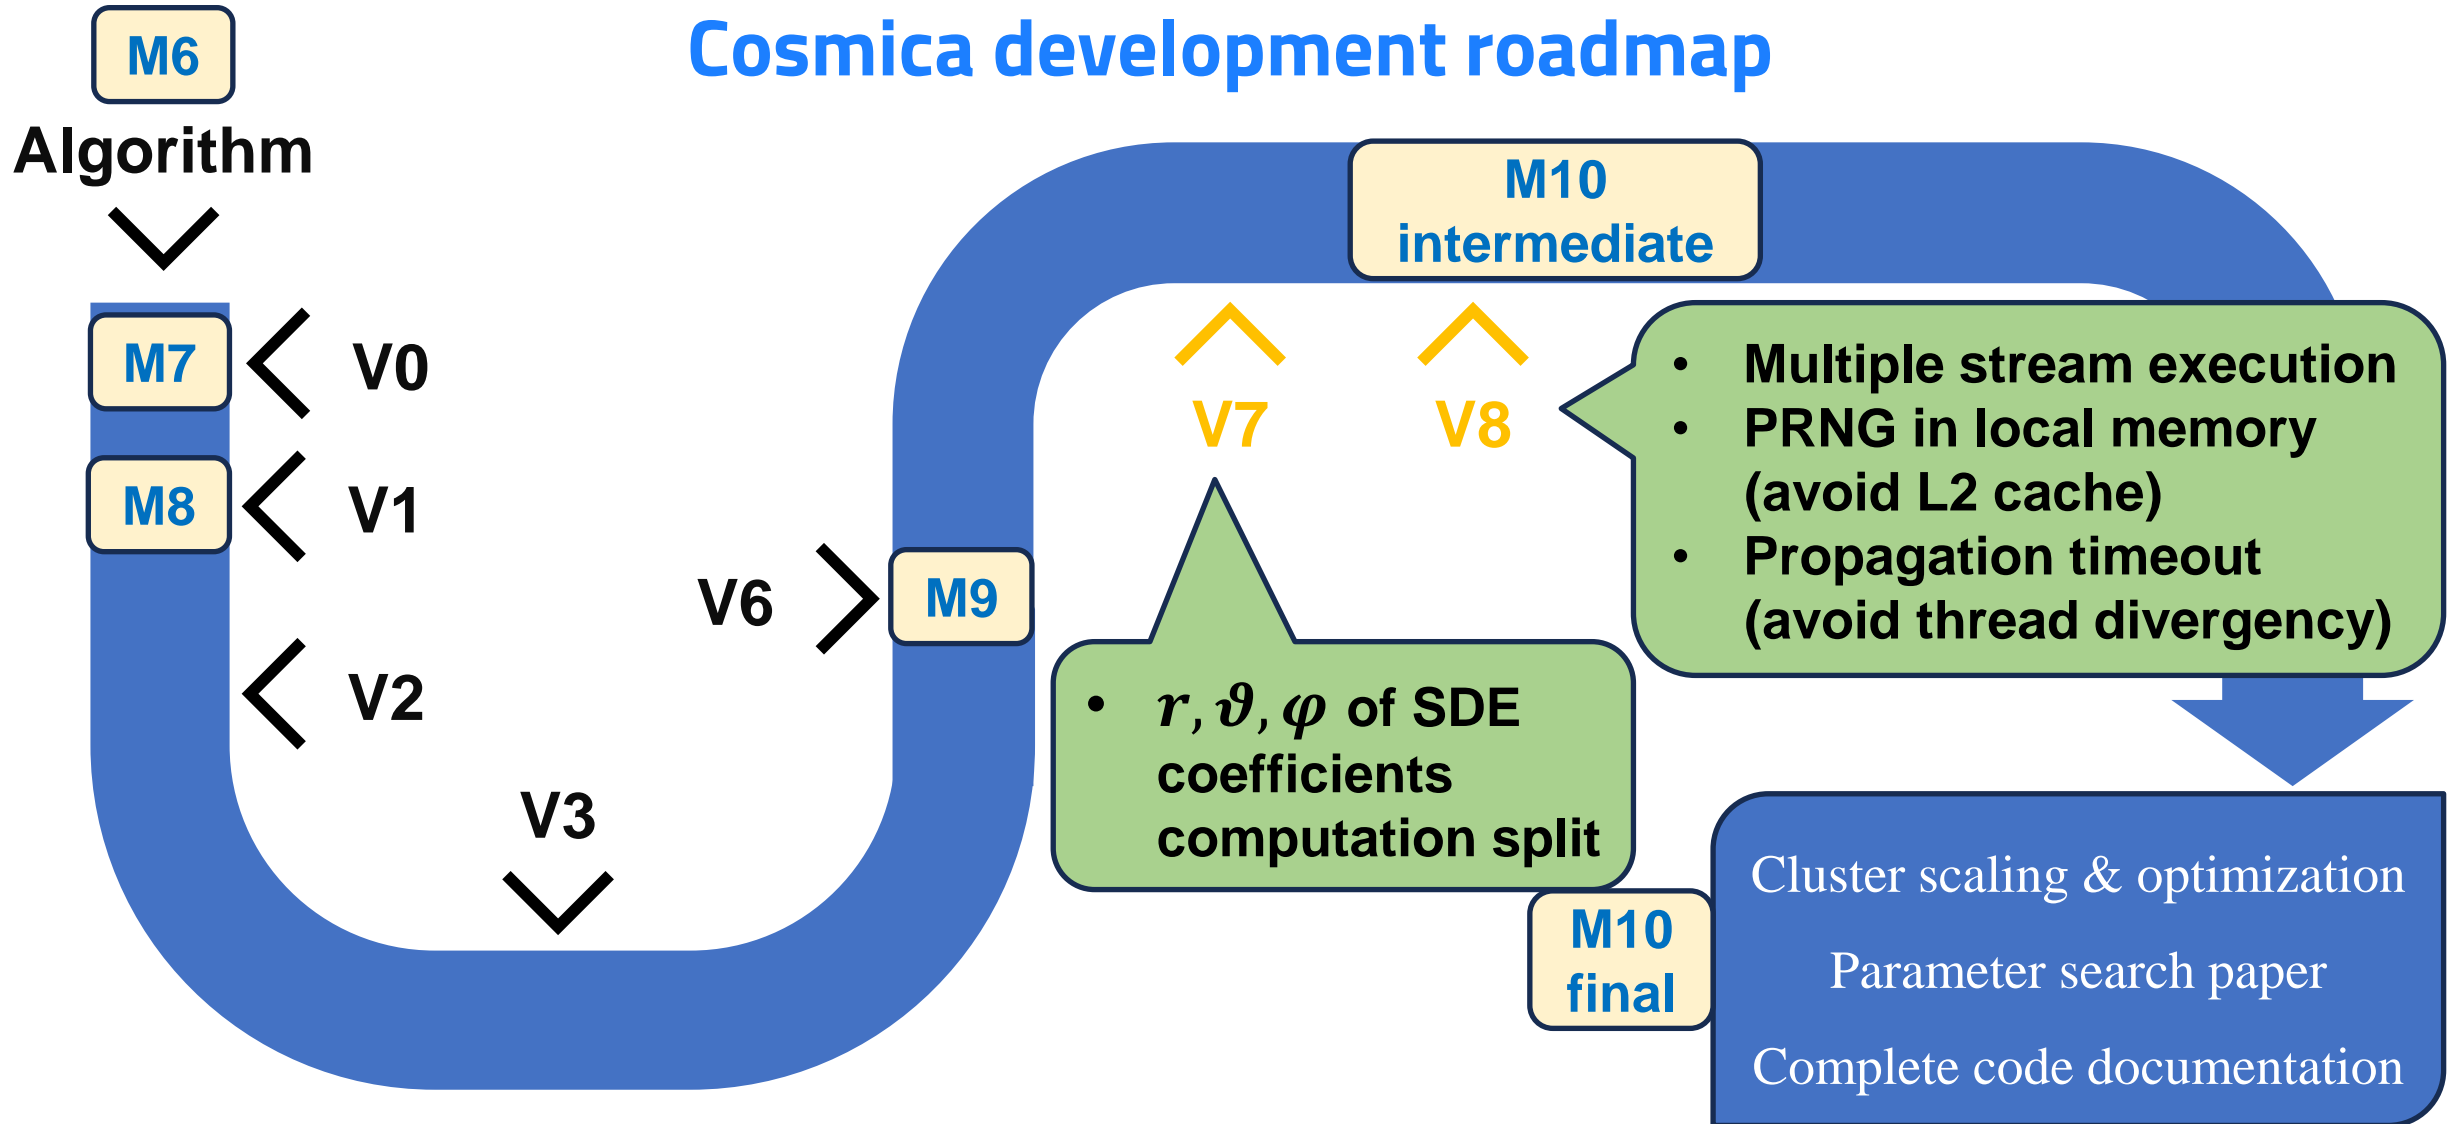 Cosmica development roadmap
M6
Algorithm
M7
V0
M8
V1
V2
V3
V6
M9
M10
intermediate
V7
V8
• r, ϑ, φ of SDE
coefficients
computation split
• Multiple stream execution
• PRNG in local memory
(avoid L2 cache)
• Propagation timeout
(avoid thread divergency)
M10
final
Cluster scaling & optimization
Parameter search paper
Complete code documentation